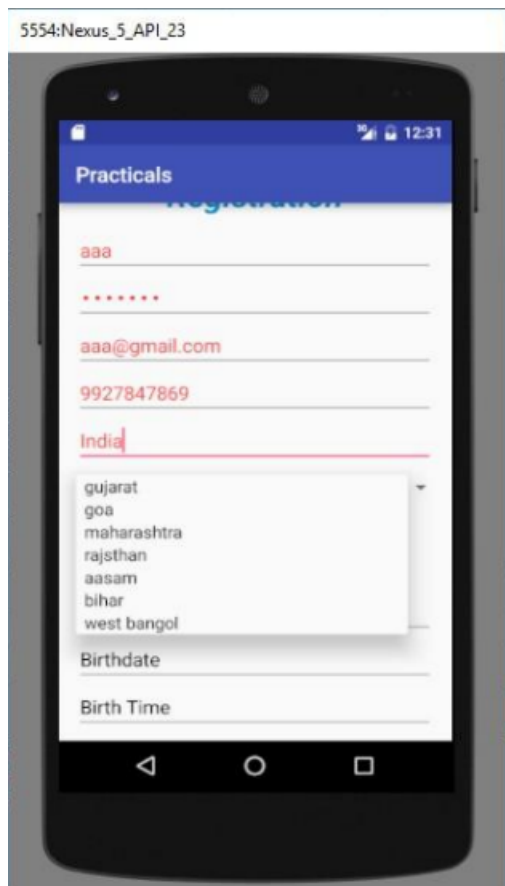 5554:Nexus_5_API_23
12:31
Practicals
Registration
aaa
•••••••
aaa@gmail.com
9927847869
India
gujarat
goa
maharashtra
rajsthan
aasam
bihar
west bangol
Birthdate
Birth Time